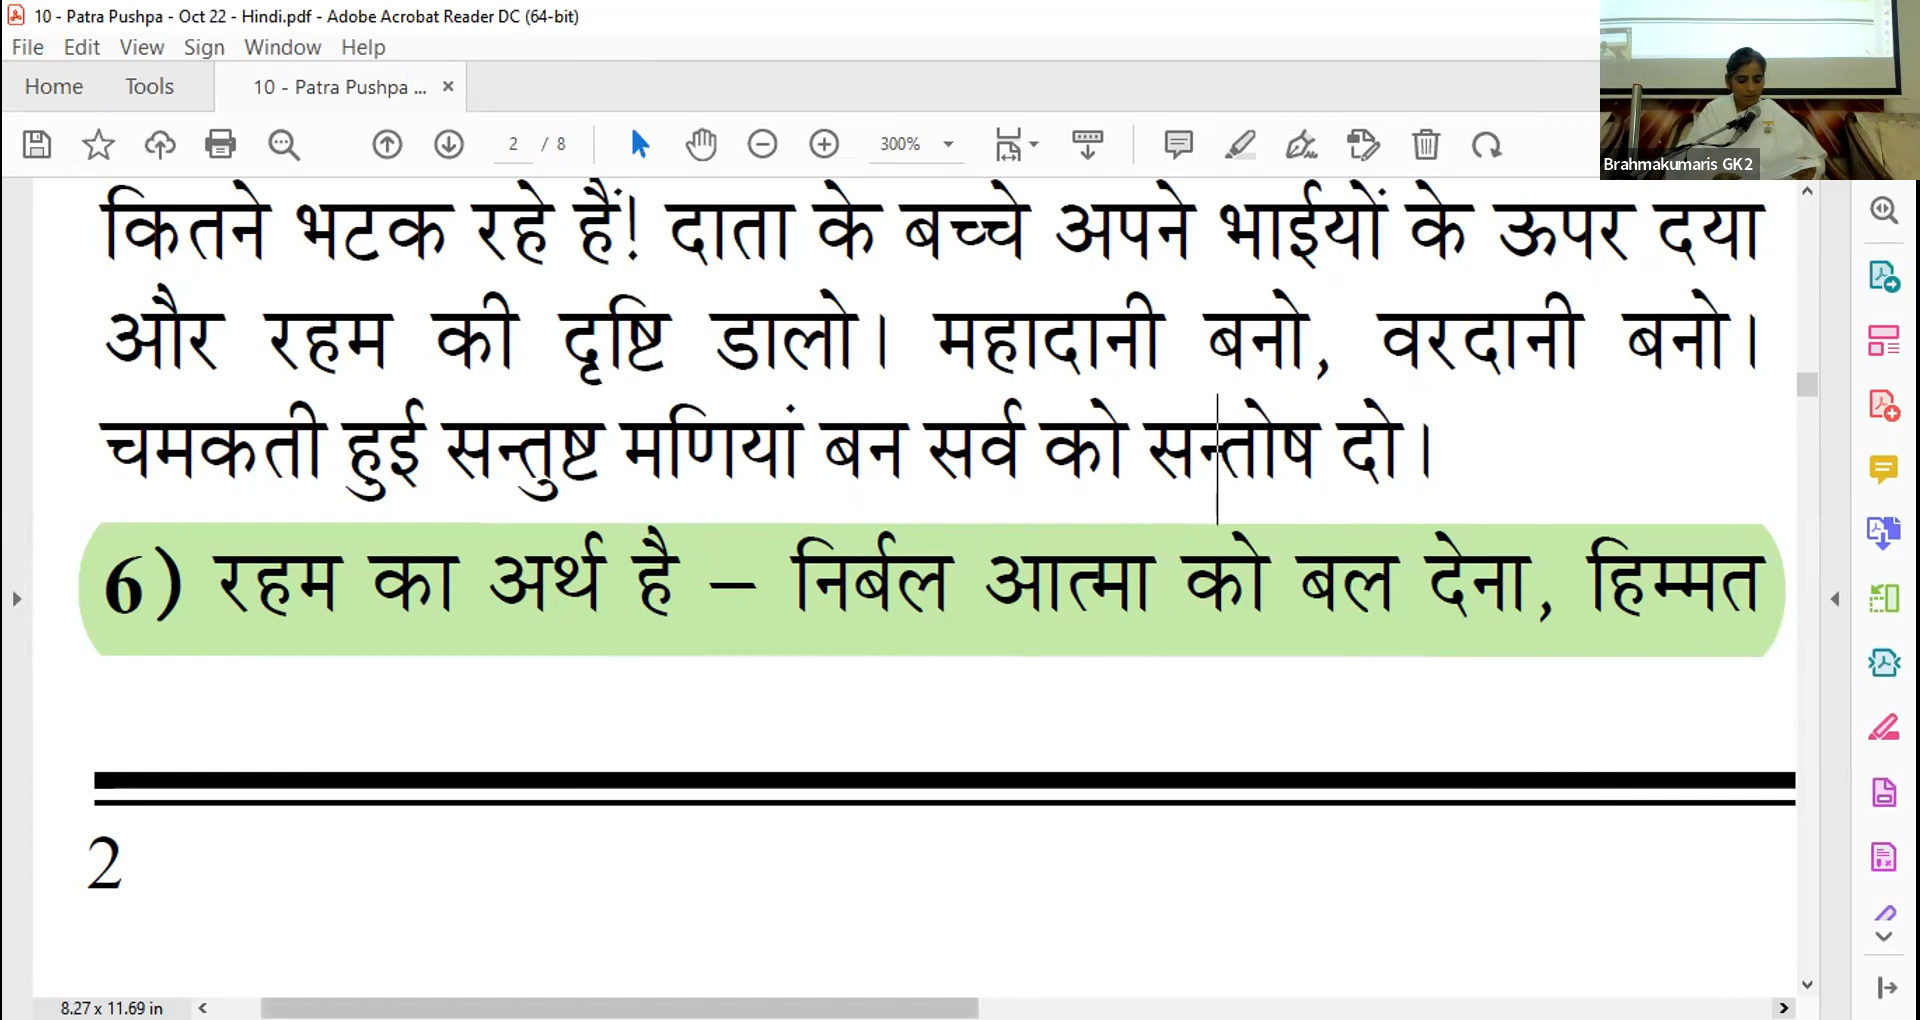 10 - Patra Pushpa - Oct 22 - Hindi.pdf - Adobe Acrobat Reader DC (64-bit)
File Edit View Sign Window Help
Home Tools 10 - Patra Pushpa ... ×
2 / 8 300%
Brahmakumaris GK2
कितने भटक रहे हैं! दाता के बच्चे अपने भाईयों के ऊपर दया
और रहम की दृष्टि डालो। महादानी बनो, वरदानी बनो।
चमकती हुई सन्तुष्ट मणियां बन सर्व को सन्तोष दो।
6) रहम का अर्थ है – निर्बल आत्मा को बल देना, हिम्मत
2
8.27 x 11.69 in